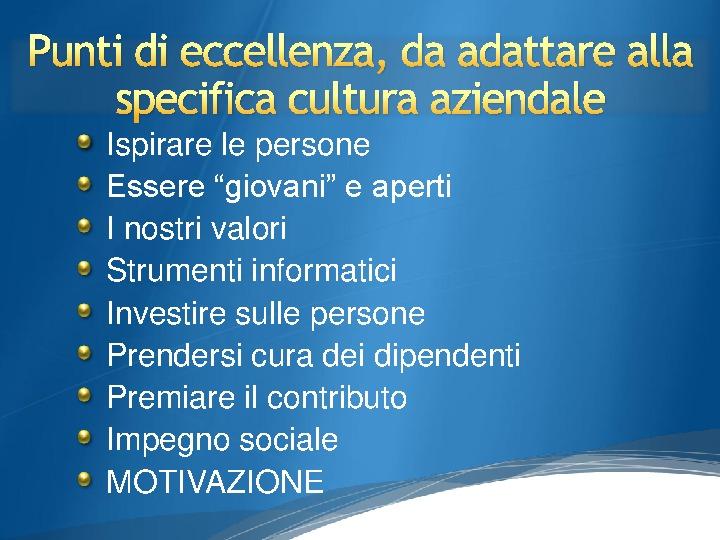 Punti di eccellenza, da adattare alla
specifica cultura aziendale
Ispirare le persone
Essere “giovani” e aperti
I nostri valori
Strumenti informatici
Investire sulle persone
Prendersi cura dei dipendenti
Premiare il contributo
Impegno sociale
MOTIVAZIONE